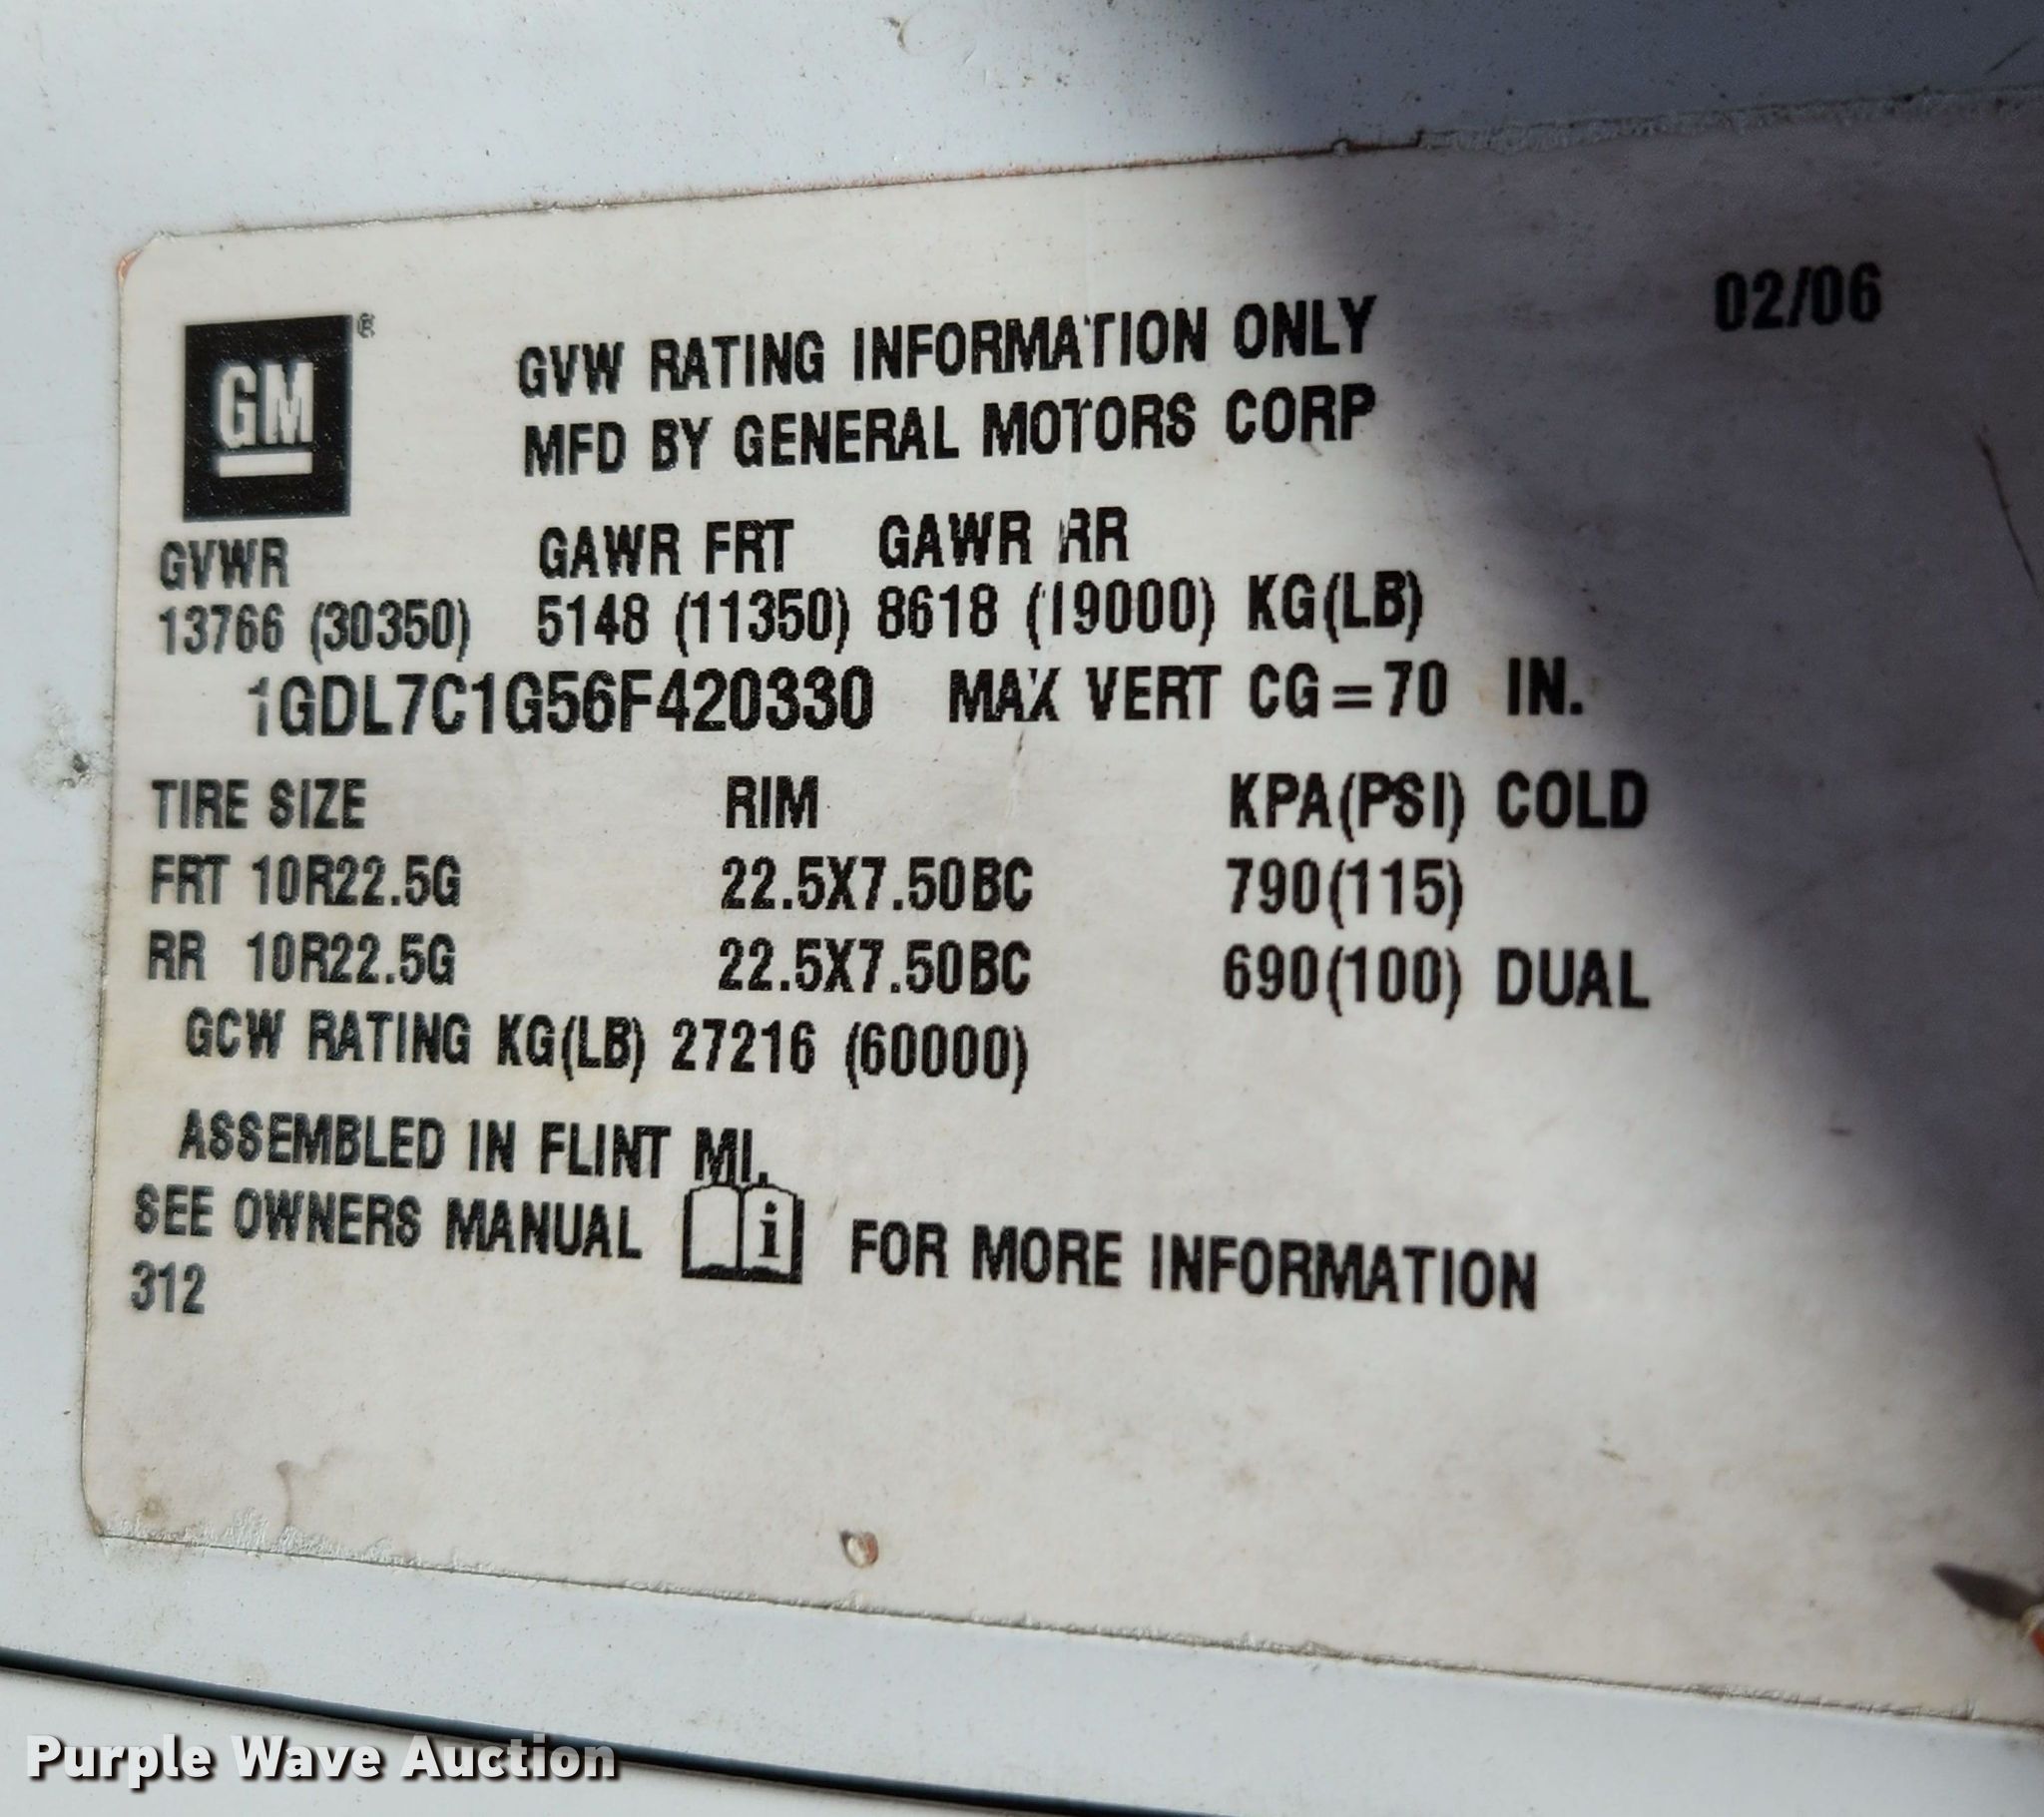 02/06
GM ®
GVW RATING INFORMATION ONLY
MFD BY GENERAL MOTORS CORP
GVWR GAWR FRT GAWR RR
13766 (30350) 5148 (11350) 8618 (19000) KG(LB)
1GDL7C1G56F420330 MAX VERT CG=70 IN.
TIRE SIZE RIM KPA(PSI) COLD
FRT 10R22.5G 22.5X7.50BC 790(115)
RR 10R22.5G 22.5X7.50BC 690(100) DUAL
GCW RATING KG(LB) 27216 (60000)
ASSEMBLED IN FLINT MI.
SEE OWNERS MANUAL i FOR MORE INFORMATION
312
Purple Wave Auction